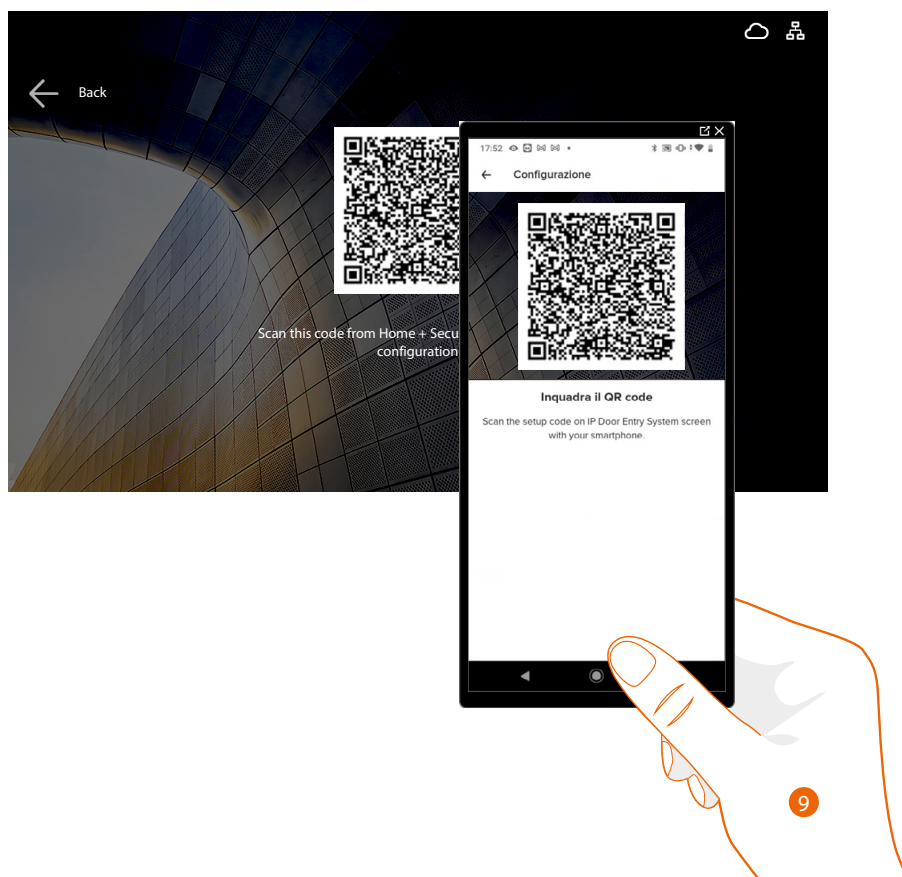 Back
Scan this code from Home + Secu
configuration
17:52
Configurazione
Inquadra il QR code
Scan the setup code on IP Door Entry System screen
with your smartphone.
9